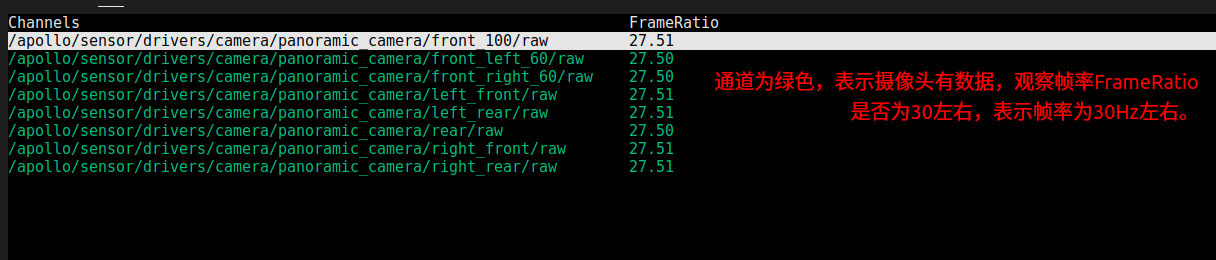 Channels FrameRatio
/apollo/sensor/drivers/camera/panoramic_camera/front_100/raw 27.51
/apollo/sensor/drivers/camera/panoramic_camera/front_left_60/raw 27.50
/apollo/sensor/drivers/camera/panoramic_camera/front_right_60/raw 27.50
/apollo/sensor/drivers/camera/panoramic_camera/left_front/raw 27.51
/apollo/sensor/drivers/camera/panoramic_camera/left_rear/raw 27.51
/apollo/sensor/drivers/camera/panoramic_camera/rear/raw 27.50
/apollo/sensor/drivers/camera/panoramic_camera/right_front/raw 27.51
/apollo/sensor/drivers/camera/panoramic_camera/right_rear/raw 27.51
通道为绿色，表示摄像头有数据，观察帧率FrameRatio
是否为30左右，表示帧率为30Hz左右。